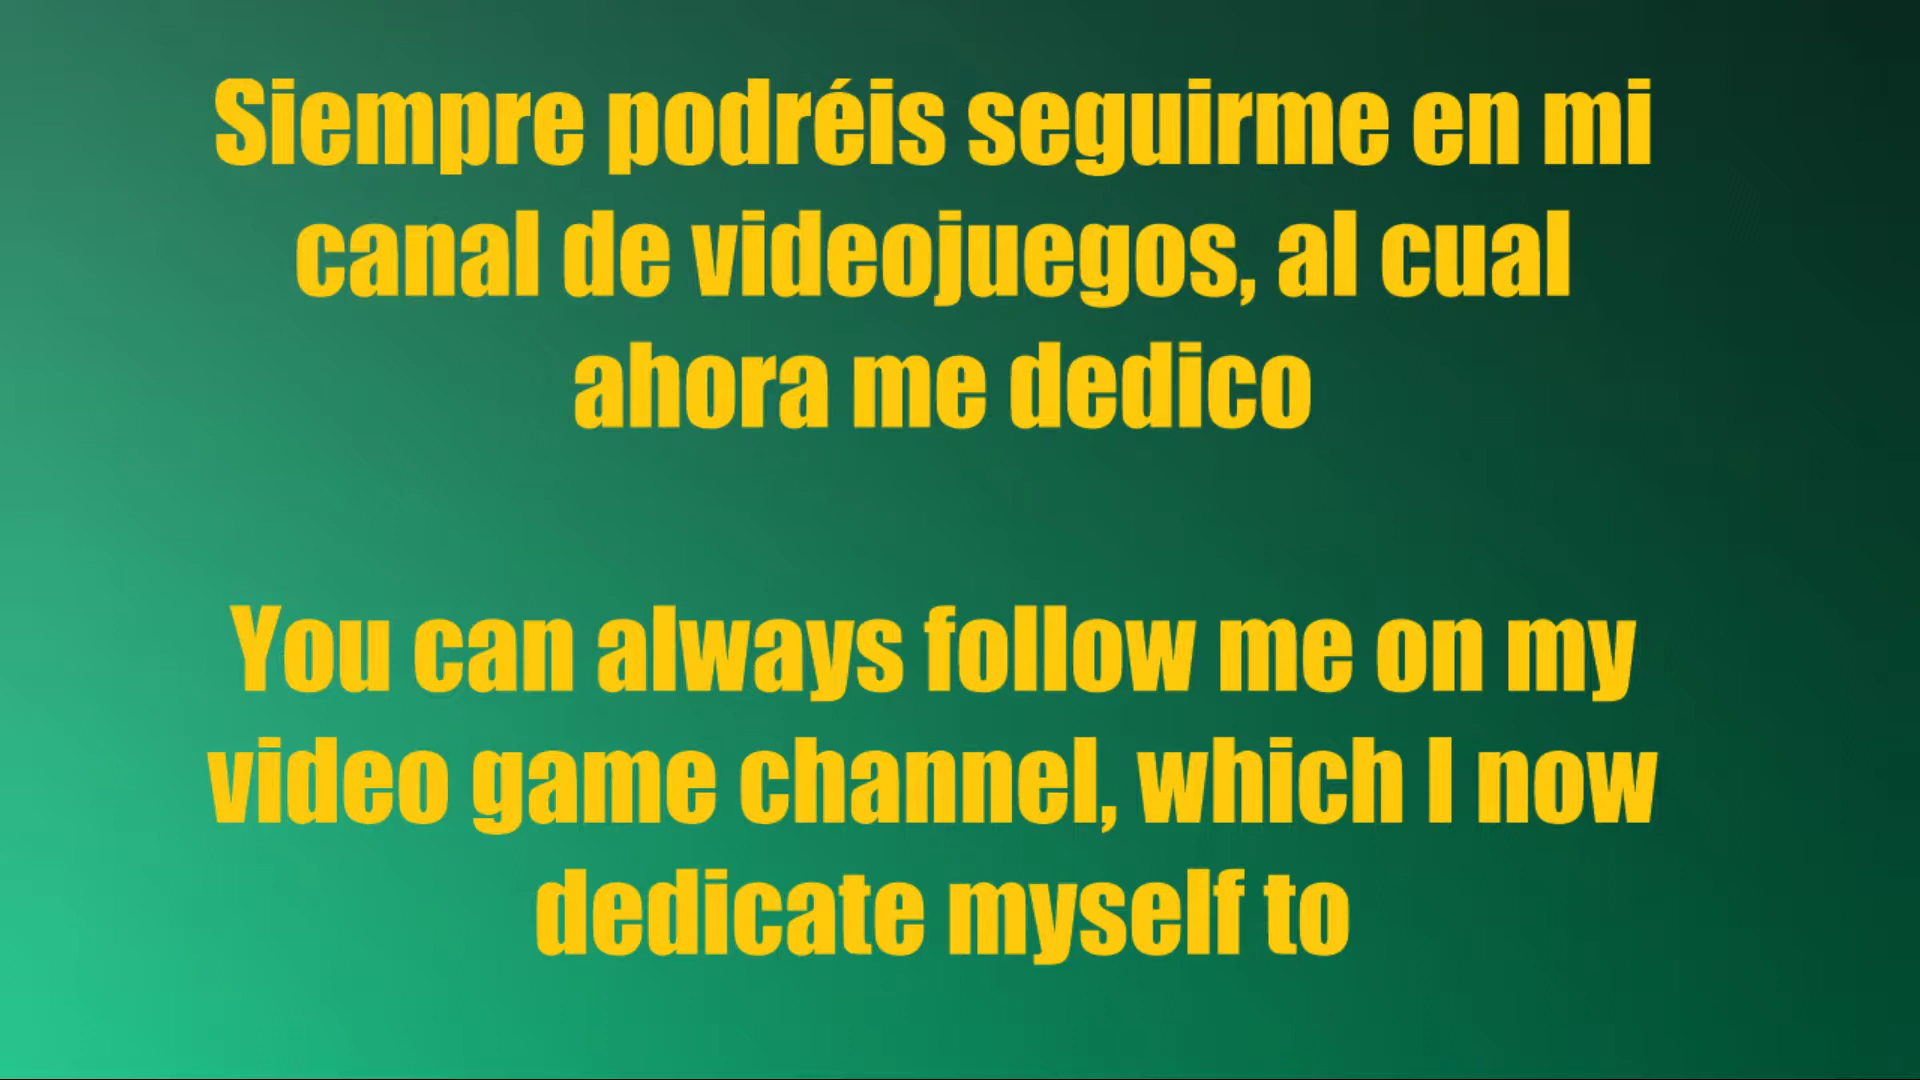 Siempre podréis seguirme en mi
canal de videojuegos, al cual
ahora me dedico
You can always follow me on my
video game channel, which I now
dedicate myself to